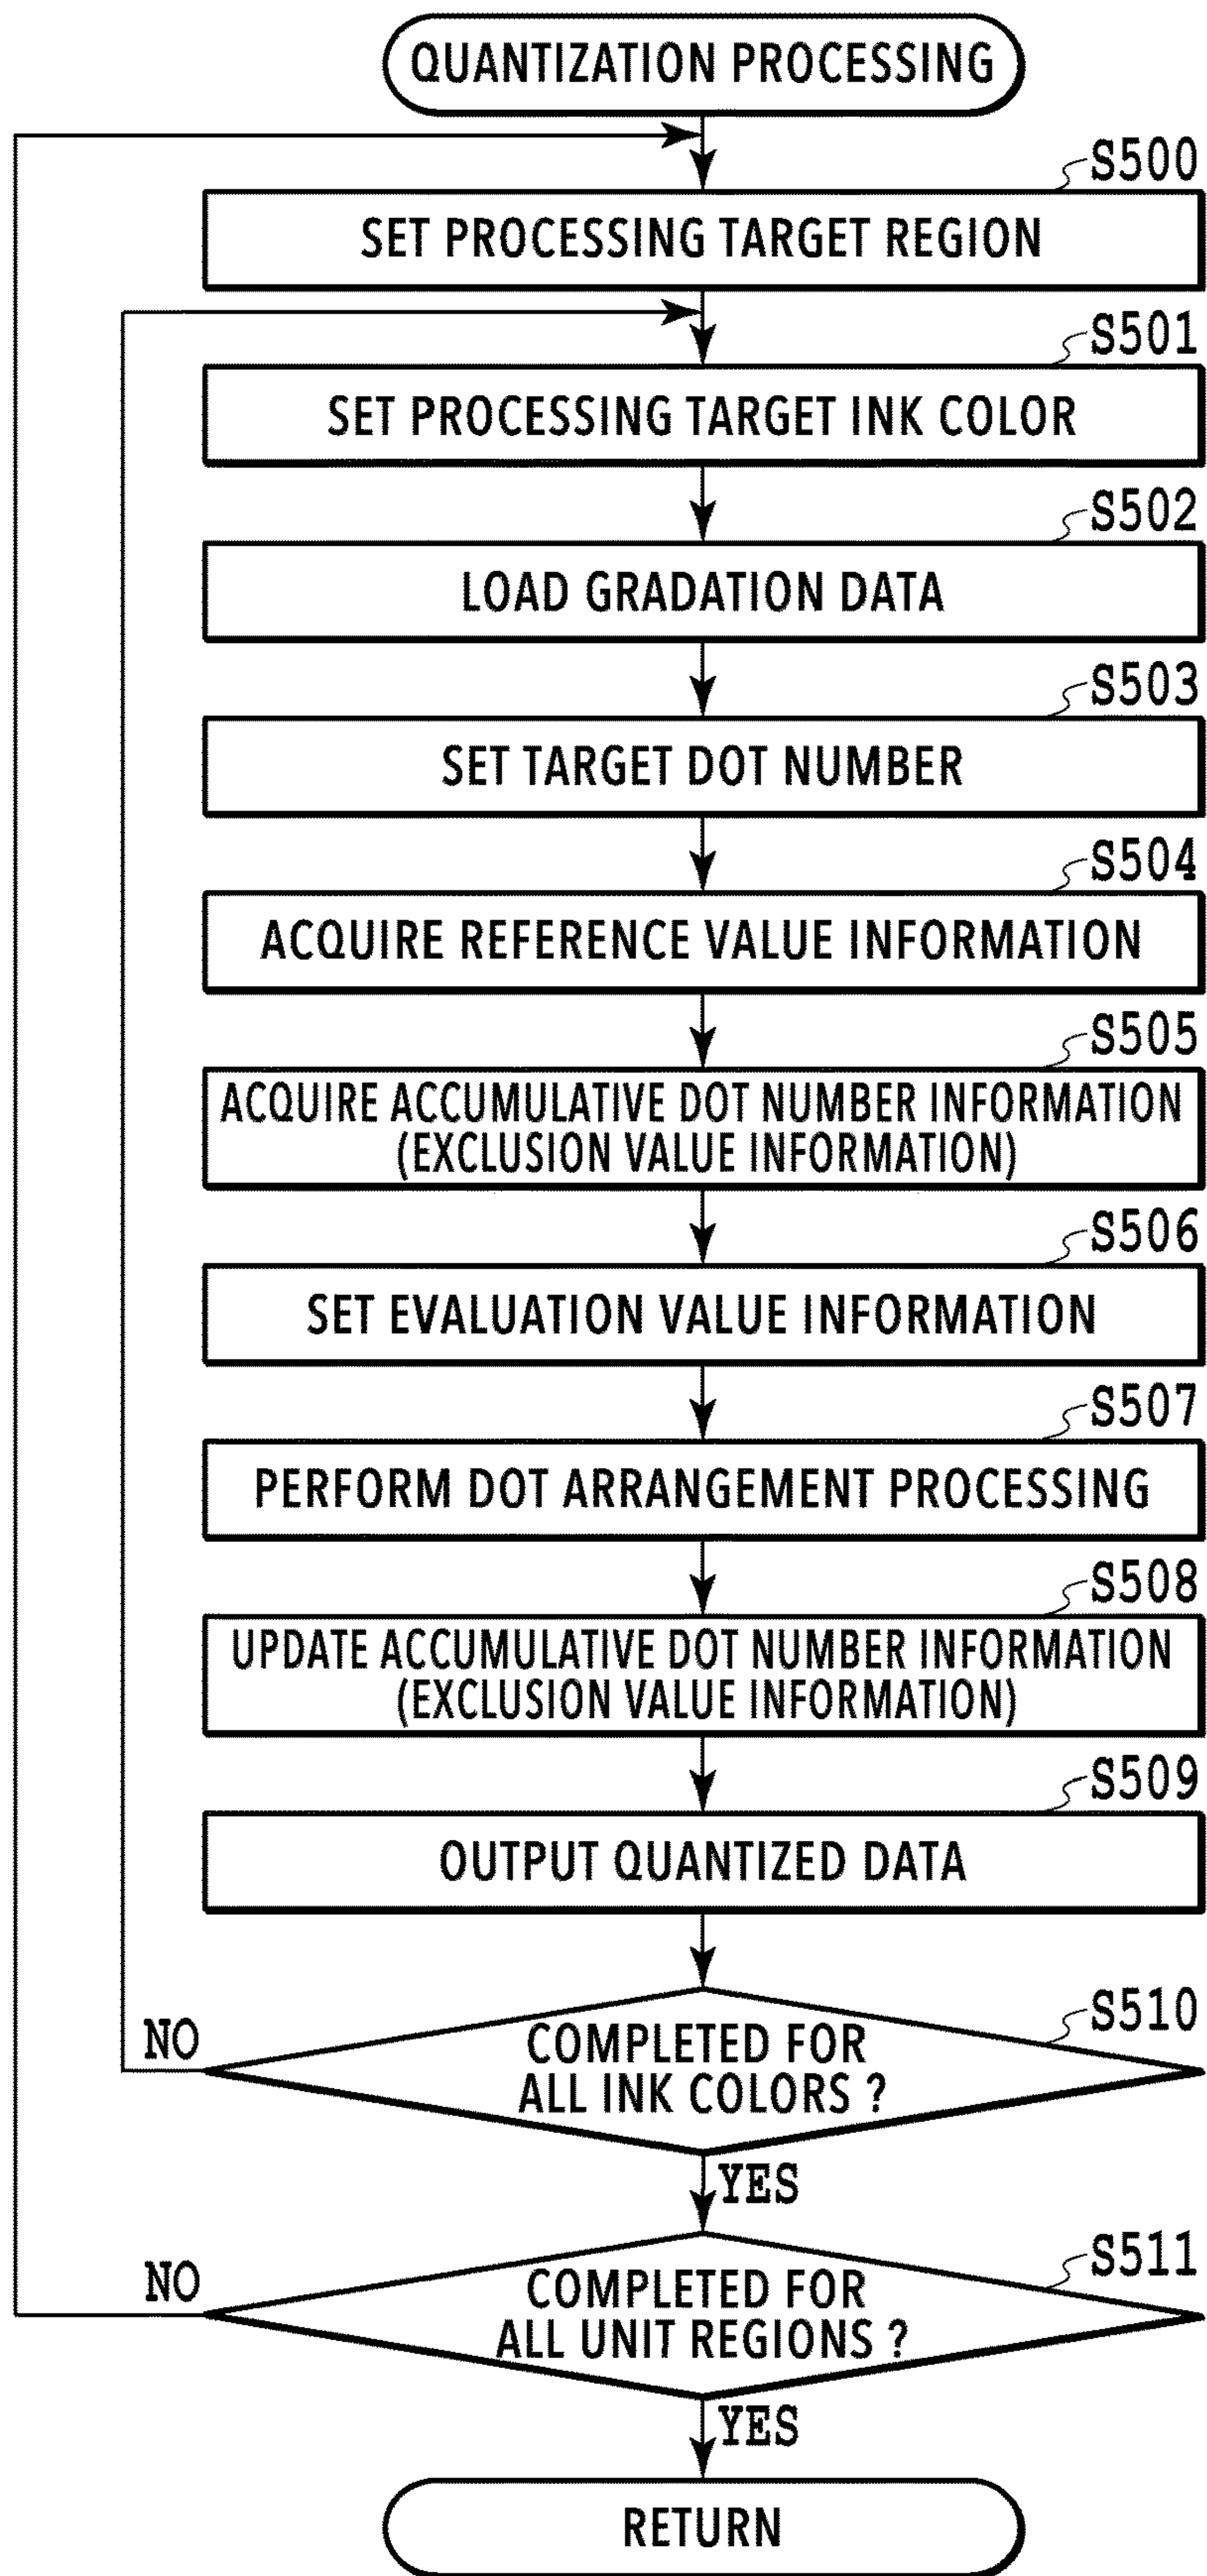 QUANTIZATION PROCESSING
S500
SET PROCESSING TARGET REGION
S501
SET PROCESSING TARGET INK COLOR
S502
LOAD GRADATION DATA
S503
SET TARGET DOT NUMBER
S504
ACQUIRE REFERENCE VALUE INFORMATION
S505
ACQUIRE ACCUMULATIVE DOT NUMBER INFORMATION
(EXCLUSION VALUE INFORMATION)
S506
SET EVALUATION VALUE INFORMATION
S507
PERFORM DOT ARRANGEMENT PROCESSING
S508
UPDATE ACCUMULATIVE DOT NUMBER INFORMATION
(EXCLUSION VALUE INFORMATION)
S509
OUTPUT QUANTIZED DATA
S510
NO
COMPLETED FOR
ALL INK COLORS ?
YES
S511
NO
COMPLETED FOR
ALL UNIT REGIONS ?
YES
RETURN